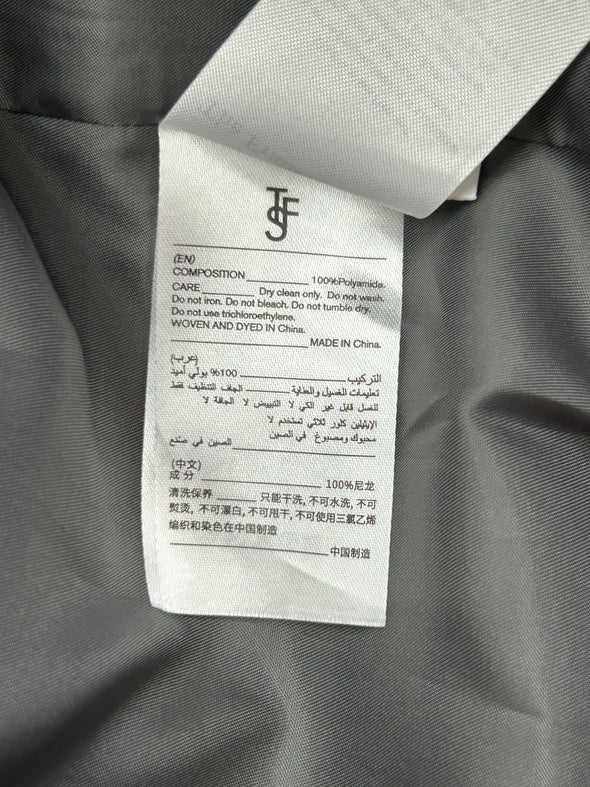 TFSJ
(EN)
COMPOSITION 100%Polyamide.
CARE Dry clean only. Do not wash.
Do not iron. Do not bleach. Do not tumble dry.
Do not use trichloroethylene.
WOVEN AND DYED IN China.
MADE IN China.
(عرب)
التركيب 100% بولي أميد
تعليمات الغسيل والعناية الجاف التنظيف فقط
للغسل قابل غير الكي لا التبييض لا الجافة لا
الإيثيلين كلور ثلاثي تستخدم لا
محبوك ومصبوغ في الصين
الصين في صنع
(中文)
成 分 100%尼龙
清洗保养 只能干洗, 不可水洗, 不可
熨烫, 不可漂白, 不可甩干, 不可使用三氯乙烯
编织和染色在中国制造
中国制造